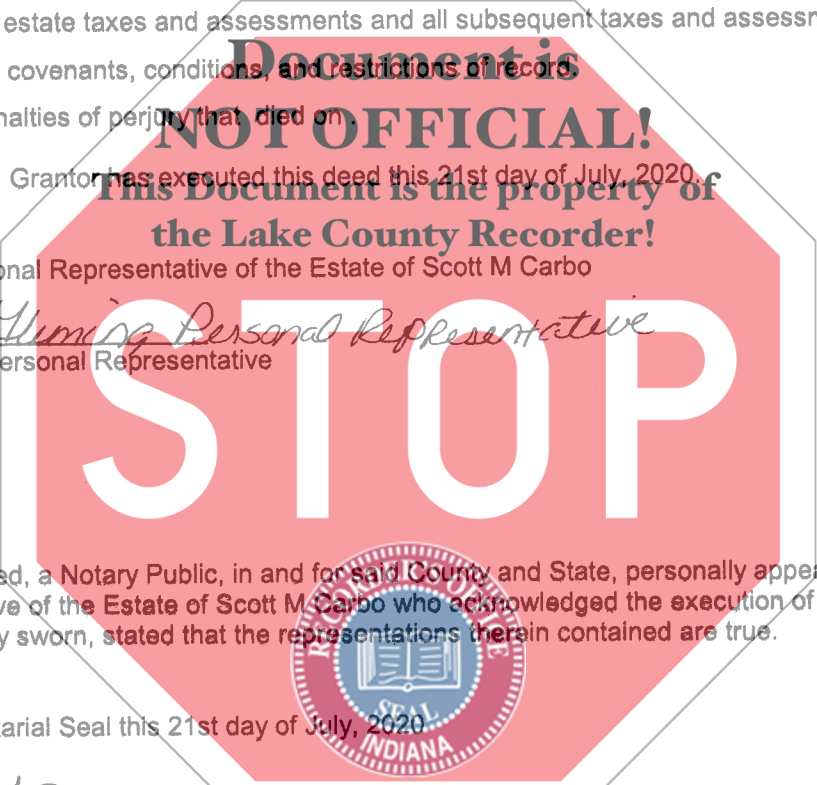 estate taxes and assessments and all subsequent taxes and assessm
Document is
covenants, conditions, and restrictions of record.
nalties of perjury that died on .
NOT OFFICIAL!
Grantor has executed this deed this 21st day of July, 2020.
This Document is the property of
the Lake County Recorder!
onal Representative of the Estate of Scott M Carbo
Fleming Personal Representative
ersonal Representative
STOP
ed, a Notary Public, in and for said County and State, personally appea
ve of the Estate of Scott M Carbo who acknowledged the execution of
y sworn, stated that the representations therein contained are true.
tarial Seal this 21st day of July, 2020
SEAL
INDIANA